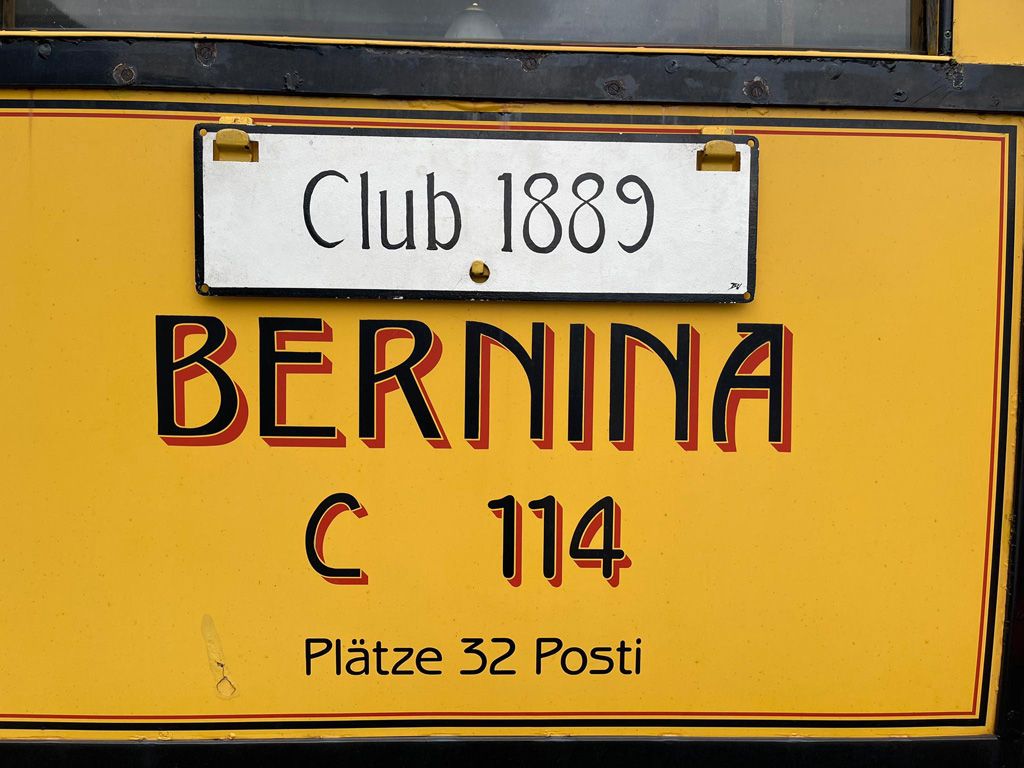 Club 1889
BERNINA
C 114
Plätze 32 Posti